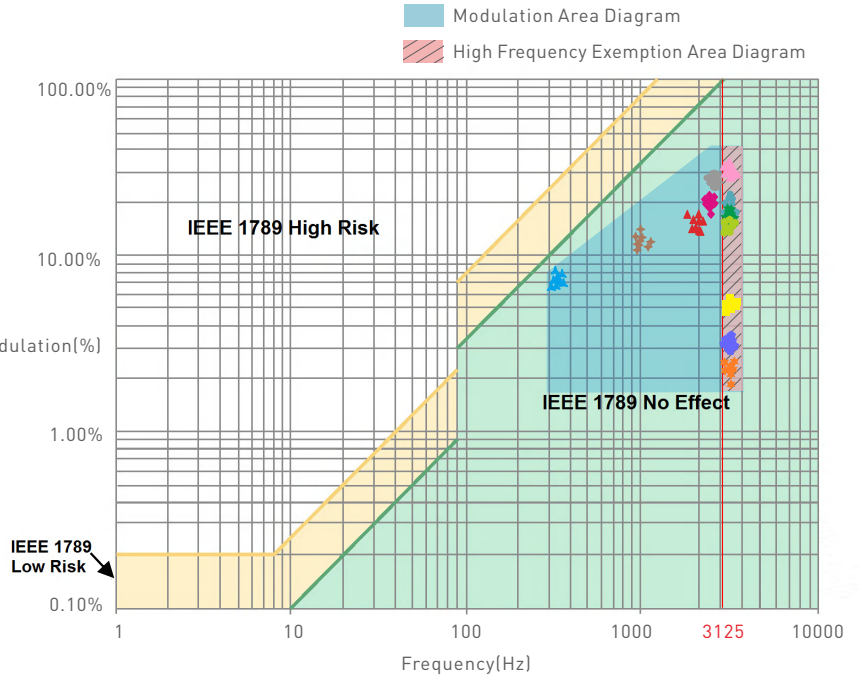 Modulation Area Diagram
High Frequency Exemption Area Diagram
100.00%
IEEE 1789 High Risk
10.00%
dulation(%)
IEEE 1789 No Effect
1.00%
IEEE 1789
Low Risk
0.10%
1
10
100
1000
3125
10000
Frequency(Hz)